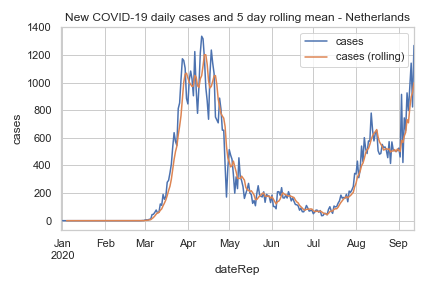 New COVID-19 daily cases and 5 day rolling mean - Netherlands
1400
1200
1000
800
600
400
200
0
cases
cases
cases (rolling)
Jan Feb Mar Apr May Jun Jul Aug Sep
2020
dateRep